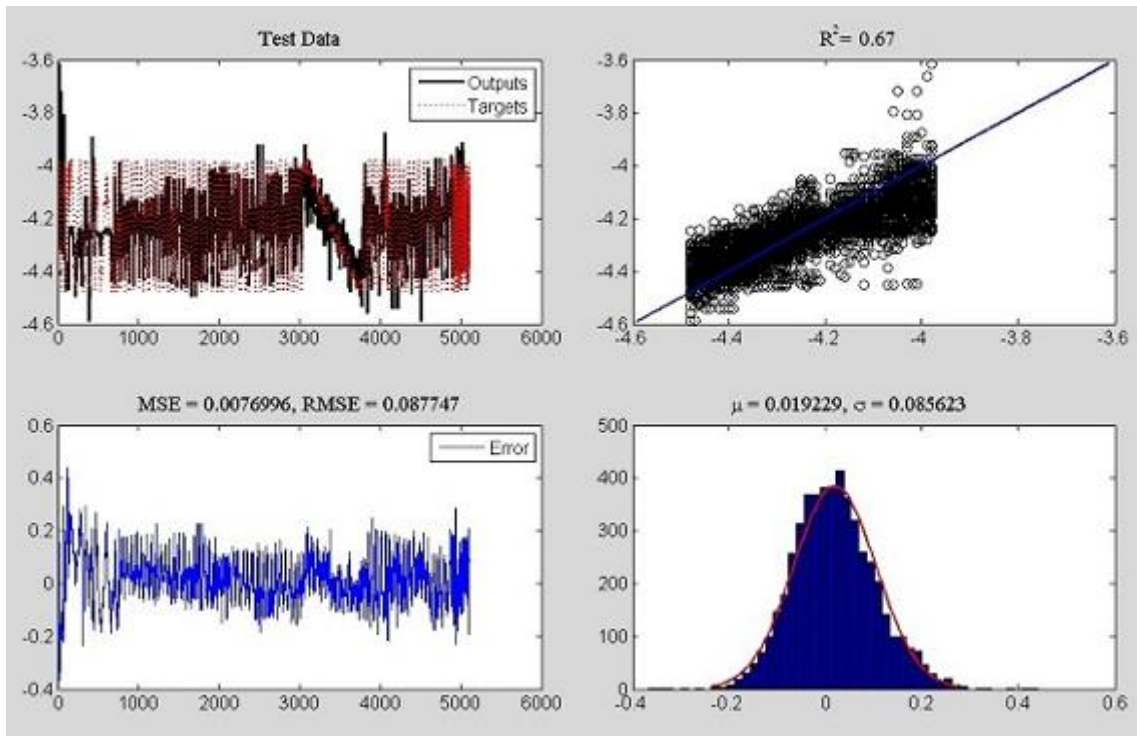 Test Data
-3.6
-3.8
-4
-4.2
-4.4
-4.6
0 1000 2000 3000 4000 5000 6000
Outputs
Targets
R²= 0.67
-3.6
-3.8
-4
-4.2
-4.4
-4.6
-4.6 -4.4 -4.2 -4 -3.8 -3.6
MSE = 0.0076996, RMSE = 0.087747
0.6
0.4
0.2
0
-0.2
-0.4
0 1000 2000 3000 4000 5000 6000
Error
μ = 0.019229, σ = 0.085623
500
400
300
200
100
0
-0.4 -0.2 0 0.2 0.4 0.6